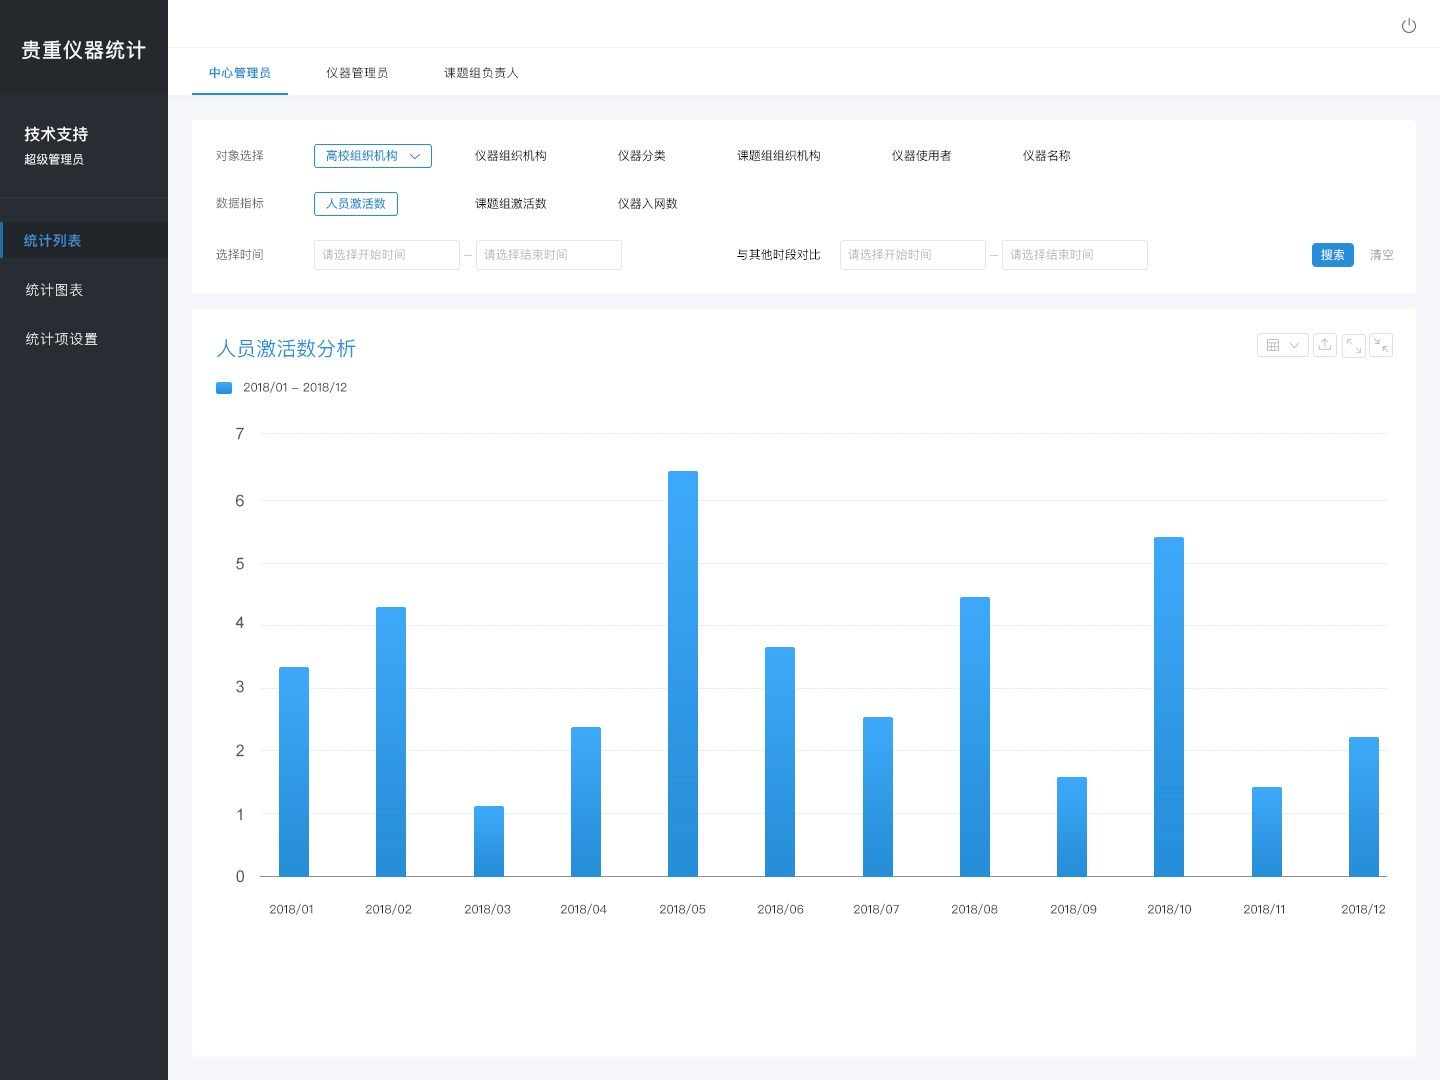 贵重仪器统计
技术支持
超级管理员
统计列表
统计图表
统计项设置
中心管理员 仪器管理员 课题组负责人
对象选择 高校组织机构 仪器组织机构 仪器分类 课题组组织机构 仪器使用者 仪器名称
数据指标 人员激活数 课题组激活数 仪器入网数
选择时间 请选择开始时间 – 请选择结束时间 与其他时段对比 请选择开始时间 – 请选择结束时间 搜索 清空
人员激活数分析
2018/01 – 2018/12
7
6
5
4
3
2
1
0
2018/01 2018/02 2018/03 2018/04 2018/05 2018/06 2018/07 2018/08 2018/09 2018/10 2018/11 2018/12